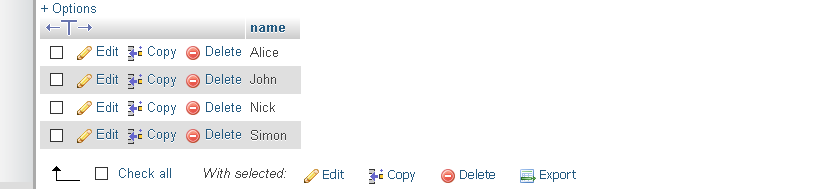 + Options
name
Edit Copy Delete Alice
Edit Copy Delete John
Edit Copy Delete Nick
Edit Copy Delete Simon
Check all With selected: Edit Copy Delete Export